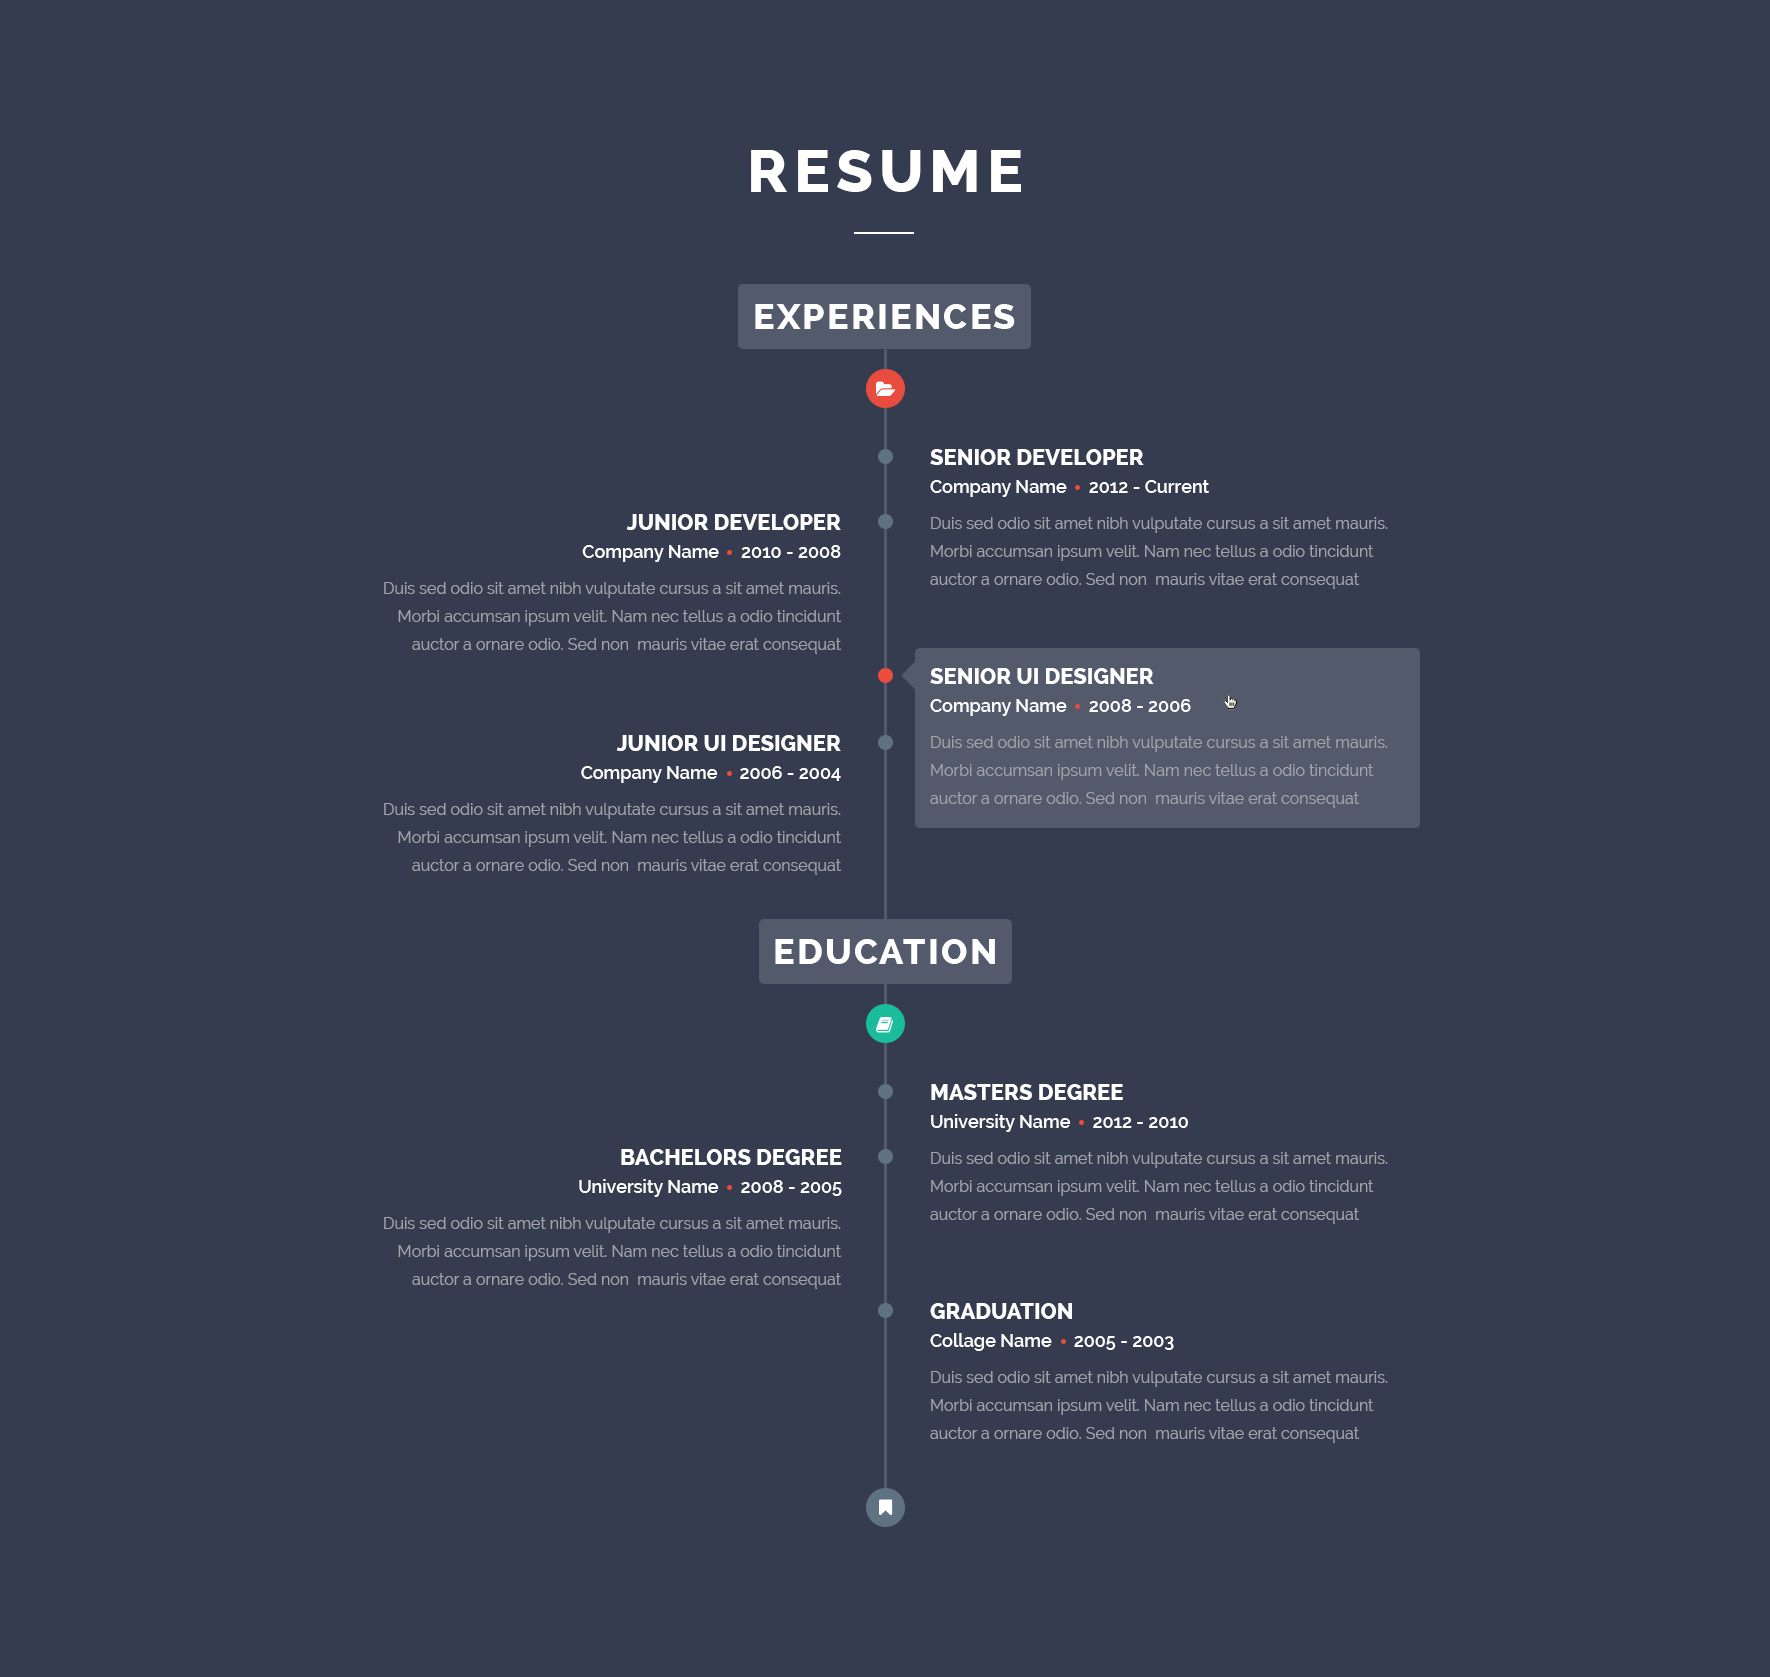 RESUME
EXPERIENCES
SENIOR DEVELOPER
Company Name • 2012 - Current
Duis sed odio sit amet nibh vulputate cursus a sit amet mauris.
Morbi accumsan ipsum velit. Nam nec tellus a odio tincidunt
auctor a ornare odio. Sed non  mauris vitae erat consequat
JUNIOR DEVELOPER
Company Name • 2010 - 2008
Duis sed odio sit amet nibh vulputate cursus a sit amet mauris.
Morbi accumsan ipsum velit. Nam nec tellus a odio tincidunt
auctor a ornare odio. Sed non  mauris vitae erat consequat
SENIOR UI DESIGNER
Company Name • 2008 - 2006
Duis sed odio sit amet nibh vulputate cursus a sit amet mauris.
Morbi accumsan ipsum velit. Nam nec tellus a odio tincidunt
auctor a ornare odio. Sed non  mauris vitae erat consequat
JUNIOR UI DESIGNER
Company Name • 2006 - 2004
Duis sed odio sit amet nibh vulputate cursus a sit amet mauris.
Morbi accumsan ipsum velit. Nam nec tellus a odio tincidunt
auctor a ornare odio. Sed non  mauris vitae erat consequat
EDUCATION
MASTERS DEGREE
University Name • 2012 - 2010
Duis sed odio sit amet nibh vulputate cursus a sit amet mauris.
Morbi accumsan ipsum velit. Nam nec tellus a odio tincidunt
auctor a ornare odio. Sed non  mauris vitae erat consequat
BACHELORS DEGREE
University Name • 2008 - 2005
Duis sed odio sit amet nibh vulputate cursus a sit amet mauris.
Morbi accumsan ipsum velit. Nam nec tellus a odio tincidunt
auctor a ornare odio. Sed non  mauris vitae erat consequat
GRADUATION
Collage Name • 2005 - 2003
Duis sed odio sit amet nibh vulputate cursus a sit amet mauris.
Morbi accumsan ipsum velit. Nam nec tellus a odio tincidunt
auctor a ornare odio. Sed non  mauris vitae erat consequat